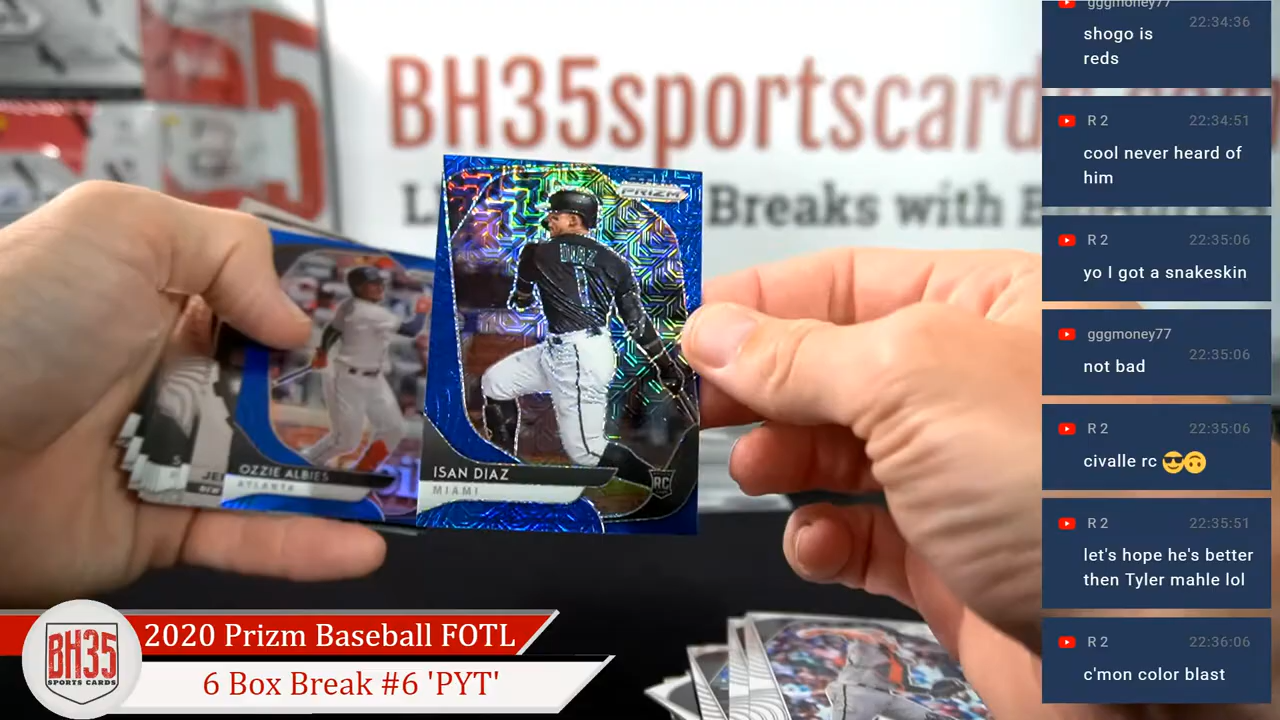 BH35sportscard
Breaks with
PRIZM
DIAZ
1
ISAN DIAZ
MIAMI
RC
OZZIE ALBIES
ATLANTA
BH35
SPORTS CARDS
2020 Prizm Baseball FOTL
6 Box Break #6 'PYT'
gggmoney77
22:34:36
shogo is
reds
R 2
22:34:51
cool never heard of
him
R 2
22:35:06
yo I got a snakeskin
gggmoney77
22:35:06
not bad
R 2
22:35:06
civalle rc 😎🙃
R 2
22:35:51
let's hope he's better
then Tyler mahle lol
R 2
22:36:06
c'mon color blast